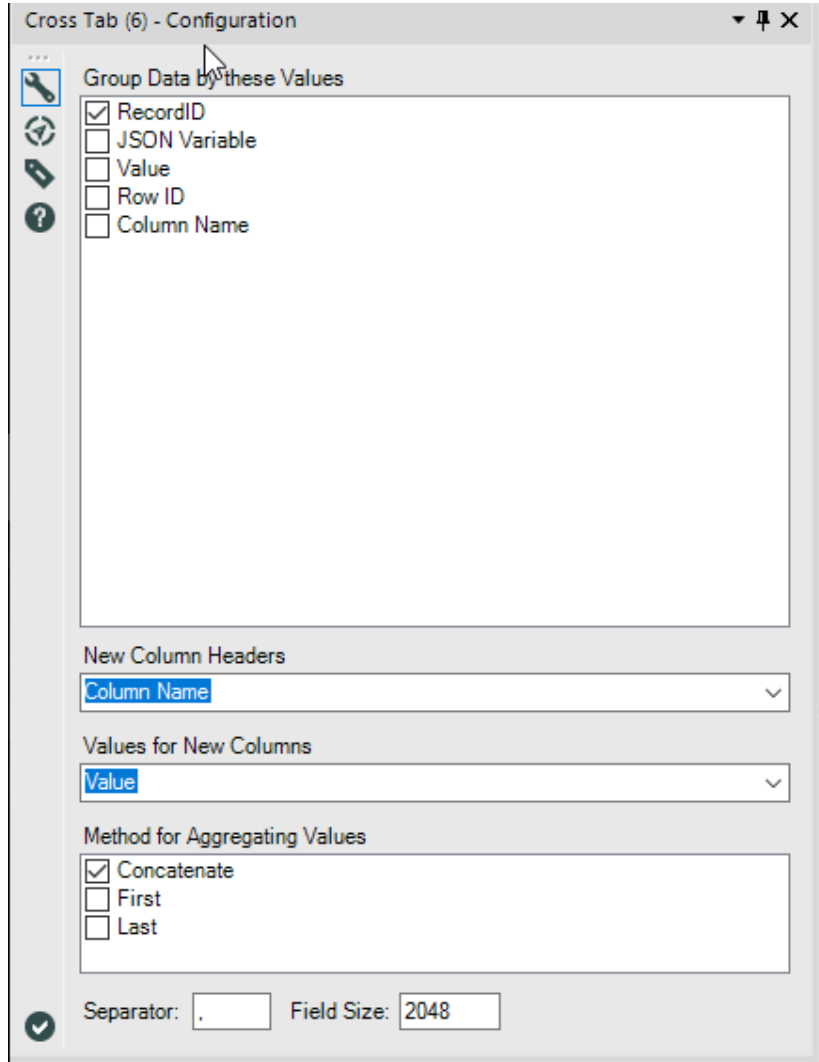 Cross Tab (6) - Configuration
Group Data by these Values
RecordID
JSON Variable
Value
Row ID
Column Name
New Column Headers
Column Name
Values for New Columns
Value
Method for Aggregating Values
Concatenate
First
Last
Separator: , Field Size: 2048